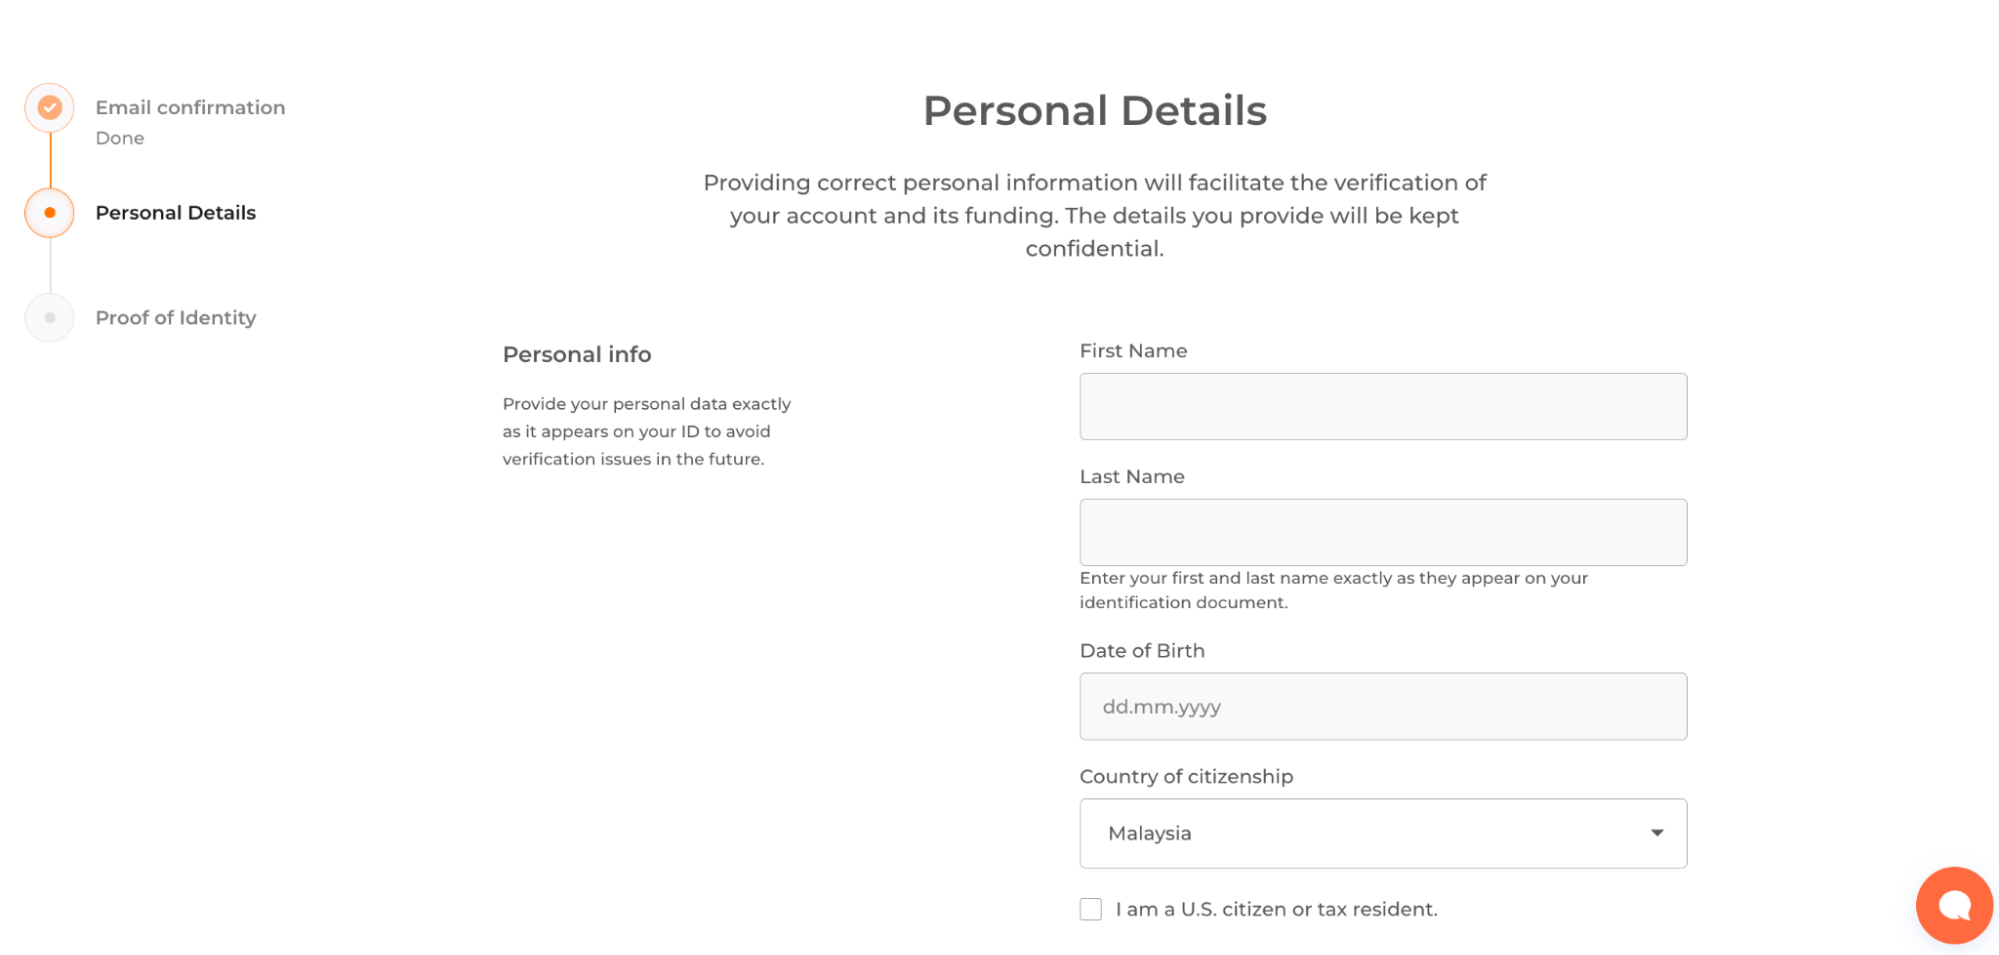 Email confirmation
Done
Personal Details
Proof of Identity
Personal Details
Providing correct personal information will facilitate the verification of
your account and its funding. The details you provide will be kept
confidential.
Personal info
Provide your personal data exactly
as it appears on your ID to avoid
verification issues in the future.
First Name
Last Name
Enter your first and last name exactly as they appear on your
identification document.
Date of Birth
dd.mm.yyyy
Country of citizenship
Malaysia
I am a U.S. citizen or tax resident.